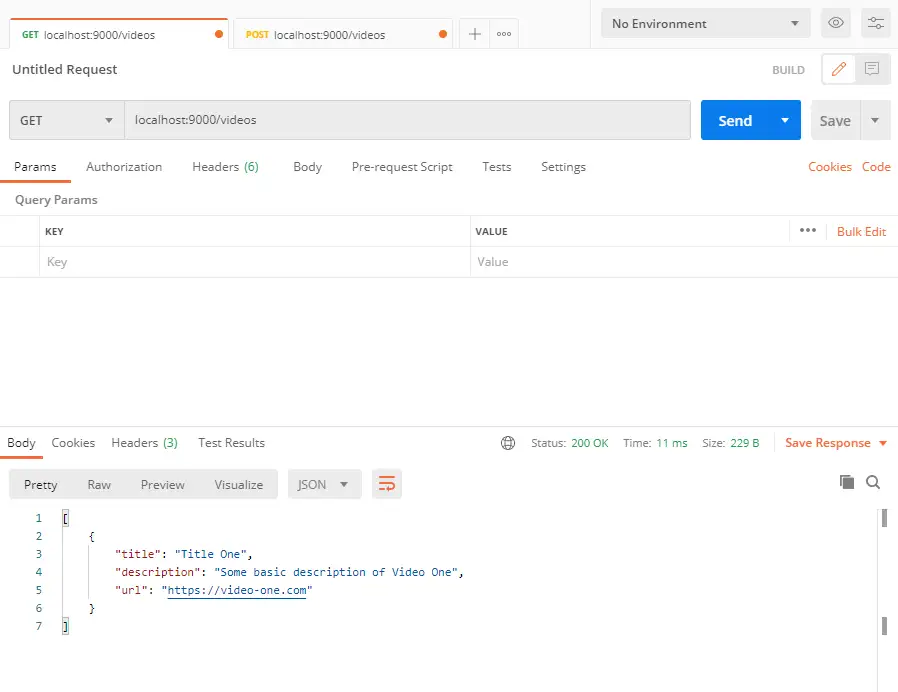 GET localhost:9000/videos POST localhost:9000/videos No Environment
Untitled Request BUILD
GET localhost:9000/videos Send Save
Params Authorization Headers (6) Body Pre-request Script Tests Settings Cookies Code
Query Params
KEY VALUE Bulk Edit
Key Value
Body Cookies Headers (3) Test Results Status: 200 OK Time: 11 ms Size: 229 B Save Response
Pretty Raw Preview Visualize JSON
1 [
2 {
3 "title": "Title One",
4 "description": "Some basic description of Video One",
5 "url": "https://video-one.com"
6 }
7 ]